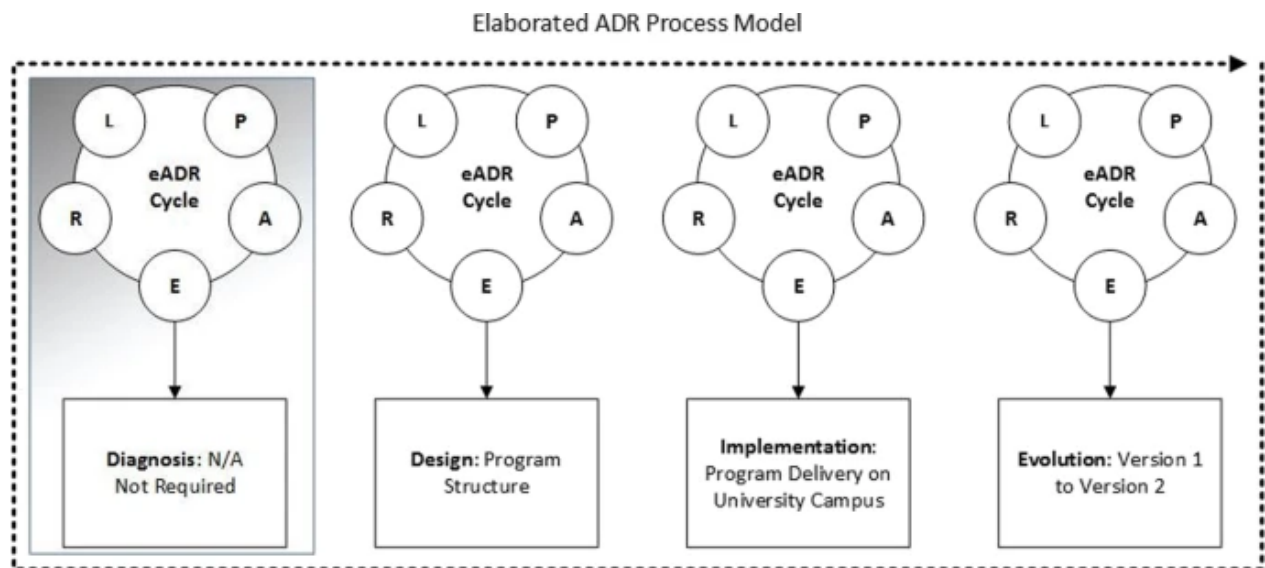 Elaborated ADR Process Model
L
P
eADR
Cycle
R
A
E
Diagnosis: N/A
Not Required
L
P
eADR
Cycle
R
A
E
Design: Program
Structure
L
P
eADR
Cycle
R
A
E
Implementation:
Program Delivery on
University Campus
L
P
eADR
Cycle
R
A
E
Evolution: Version 1
to Version 2